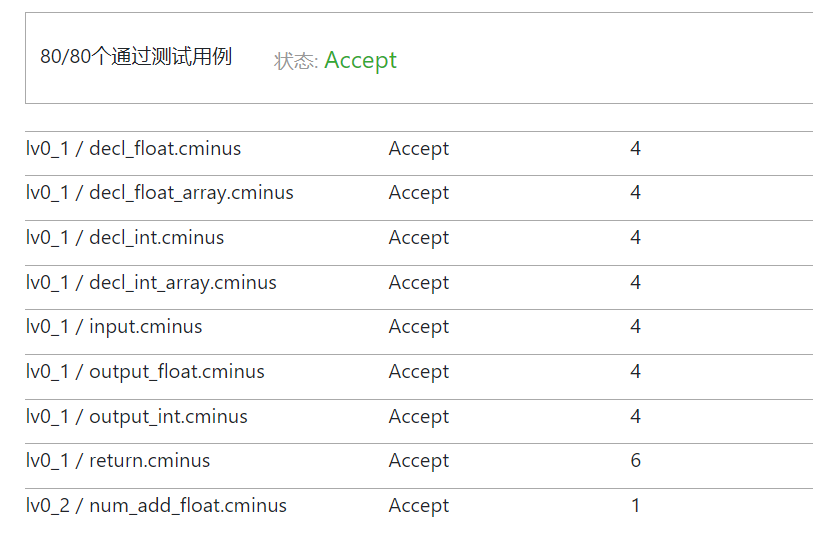 80/80个通过测试用例 状态: Accept
lv0_1 / decl_float.cminus Accept 4
lv0_1 / decl_float_array.cminus Accept 4
lv0_1 / decl_int.cminus Accept 4
lv0_1 / decl_int_array.cminus Accept 4
lv0_1 / input.cminus Accept 4
lv0_1 / output_float.cminus Accept 4
lv0_1 / output_int.cminus Accept 4
lv0_1 / return.cminus Accept 6
lv0_2 / num_add_float.cminus Accept 1